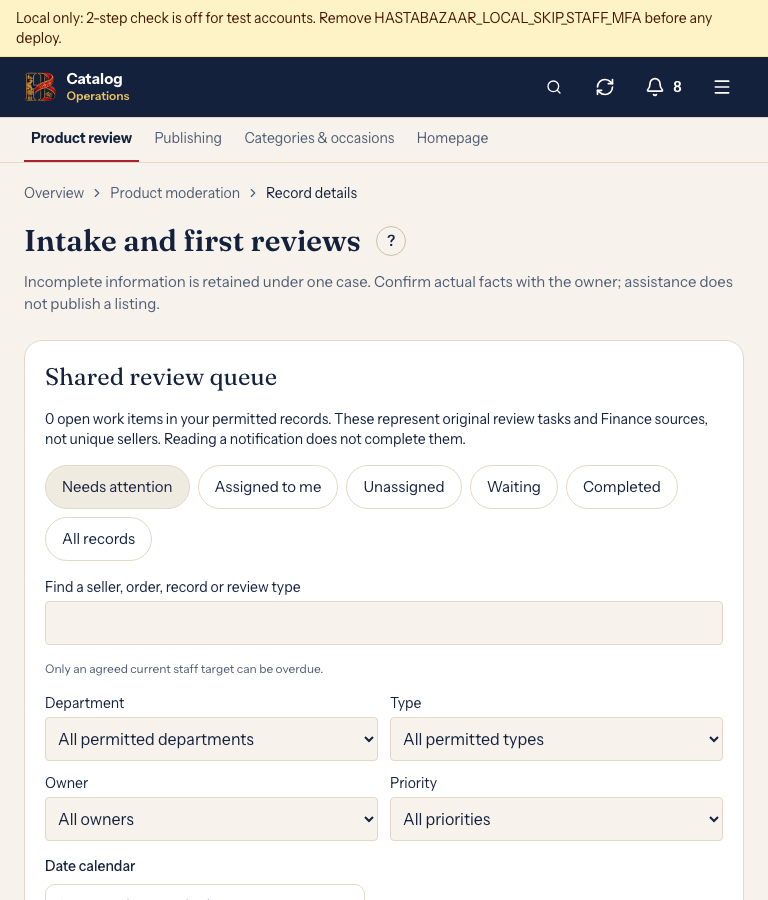 Local only: 2-step check is off for test accounts. Remove HASTABAZAAR_LOCAL_SKIP_STAFF_MFA before any
deploy.
Catalog
Operations
8
Product review
Publishing
Categories & occasions
Homepage
Overview > Product moderation > Record details
Intake and first reviews
?
Incomplete information is retained under one case. Confirm actual facts with the owner; assistance does
not publish a listing.
Shared review queue
0 open work items in your permitted records. These represent original review tasks and Finance sources,
not unique sellers. Reading a notification does not complete them.
Needs attention
Assigned to me
Unassigned
Waiting
Completed
All records
Find a seller, order, record or review type
Only an agreed current staff target can be overdue.
Department
Type
All permitted departments
All permitted types
Owner
Priority
All owners
All priorities
Date calendar